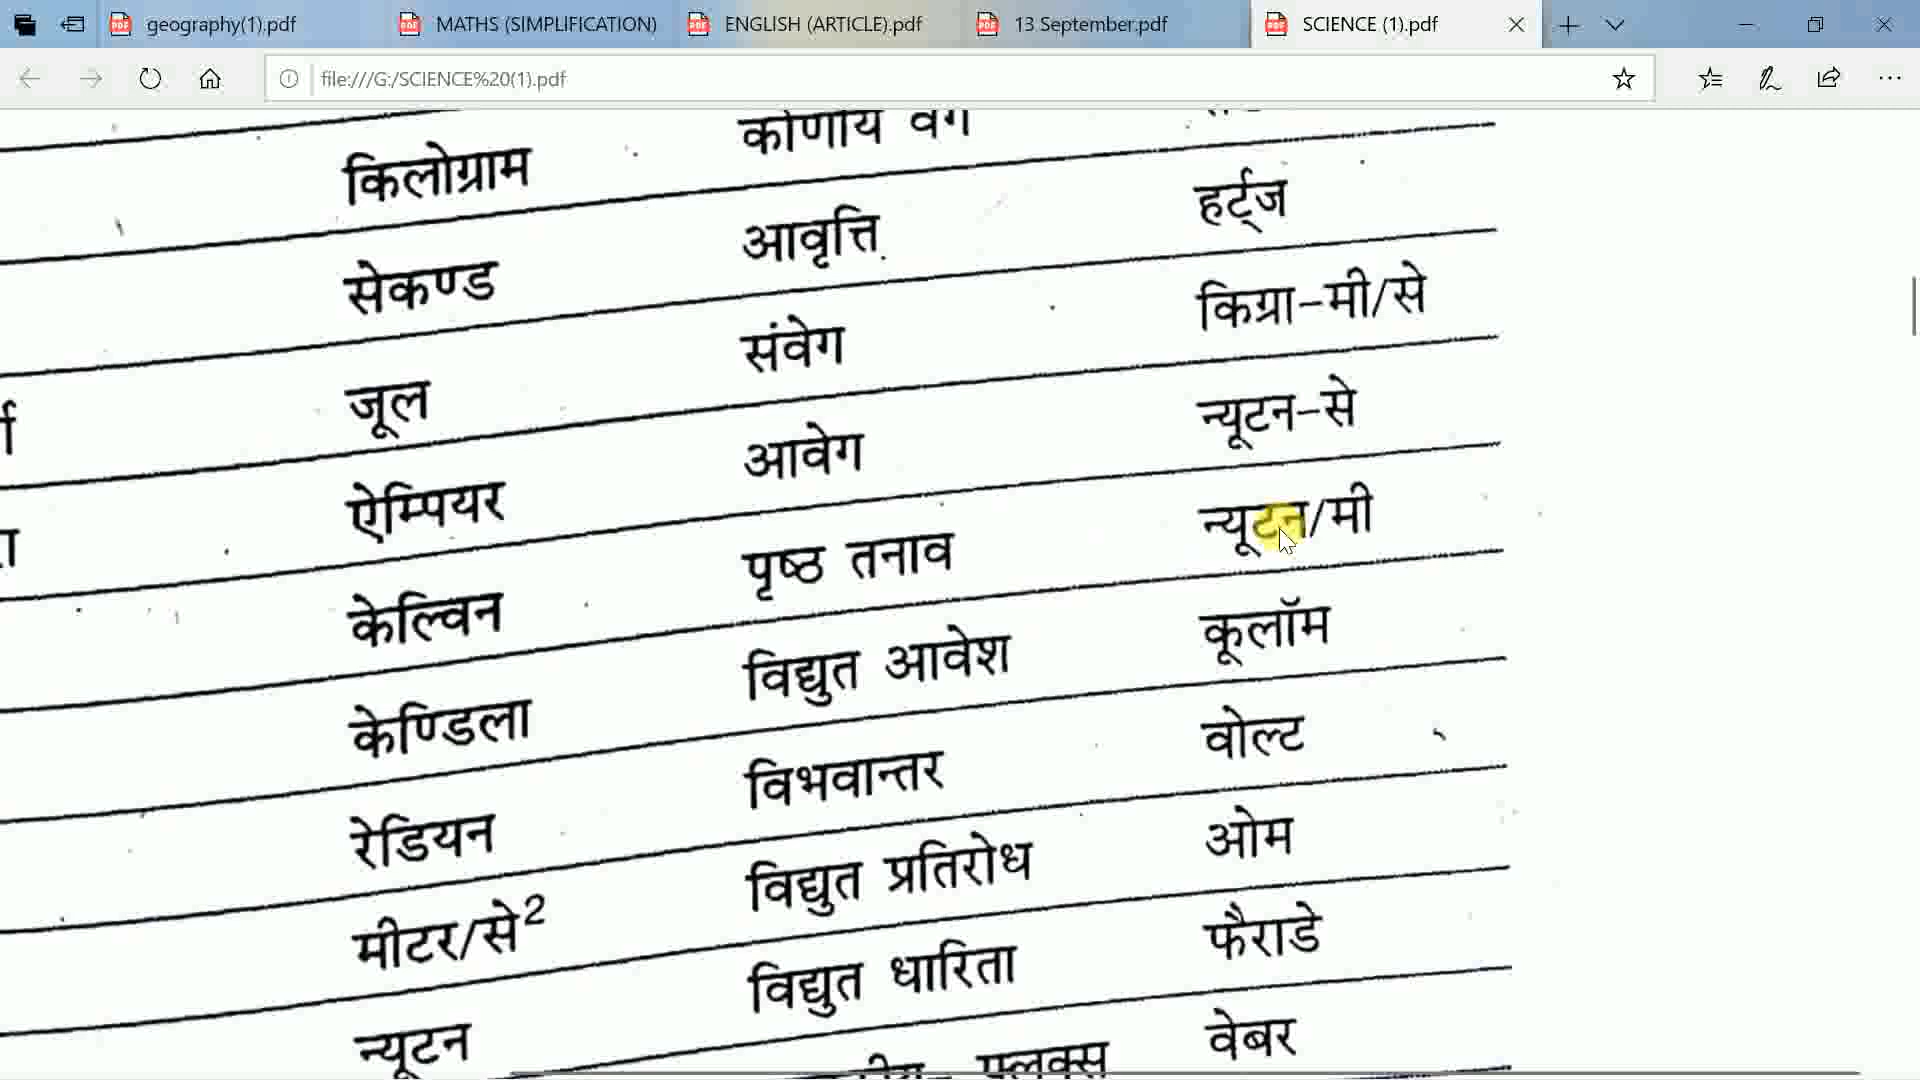 geography(1).pdf MATHS (SIMPLIFICATION) ENGLISH (ARTICLE).pdf 13 September.pdf SCIENCE (1).pdf
file:///G:/SCIENCE%20(1).pdf
किलोग्राम कोणीय वेग
सेकण्ड आवृत्ति हर्ट्ज
जूल संवेग किग्रा-मी/से
ऐम्पियर आवेग न्यूटन-से
केल्विन पृष्ठ तनाव न्यूटन/मी
केण्डिला विद्युत आवेश कूलॉम
रेडियन विभवान्तर वोल्ट
मीटर/से² विद्युत प्रतिरोध ओम
न्यूटन विद्युत धारिता फैराडे
फ्लक्स वेबर